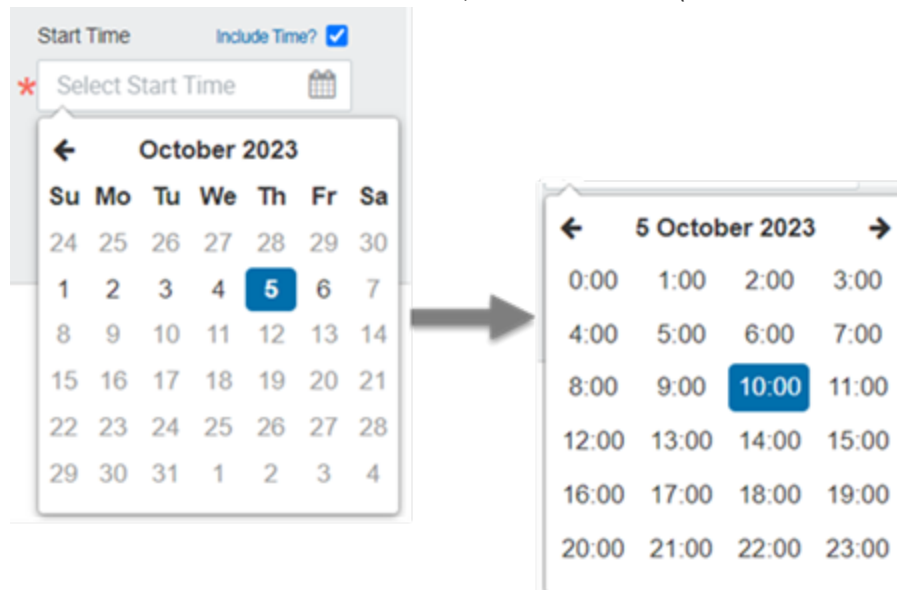 Start Time Include Time?
* Select Start Time
October 2023
Su Mo Tu We Th Fr Sa
24 25 26 27 28 29 30
1 2 3 4 5 6 7
8 9 10 11 12 13 14
15 16 17 18 19 20 21
22 23 24 25 26 27 28
29 30 31 1 2 3 4
5 October 2023
0:00 1:00 2:00 3:00
4:00 5:00 6:00 7:00
8:00 9:00 10:00 11:00
12:00 13:00 14:00 15:00
16:00 17:00 18:00 19:00
20:00 21:00 22:00 23:00